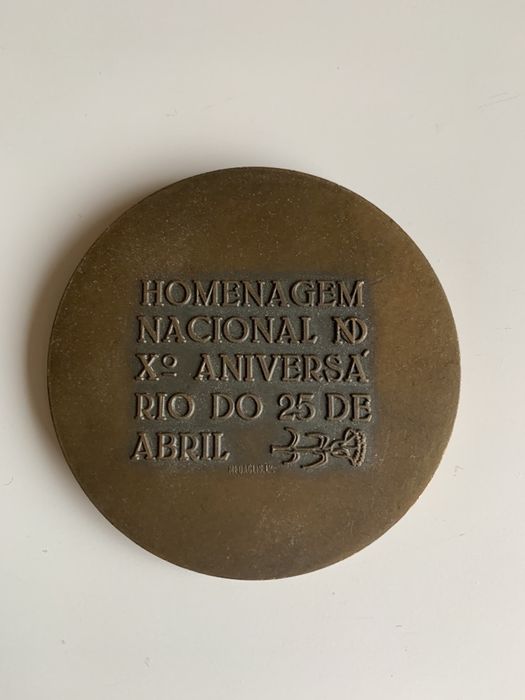 HOMENAGEM
NACIONAL NO
Xº ANIVERSÁ
RIO DO 25 DE
ABRIL